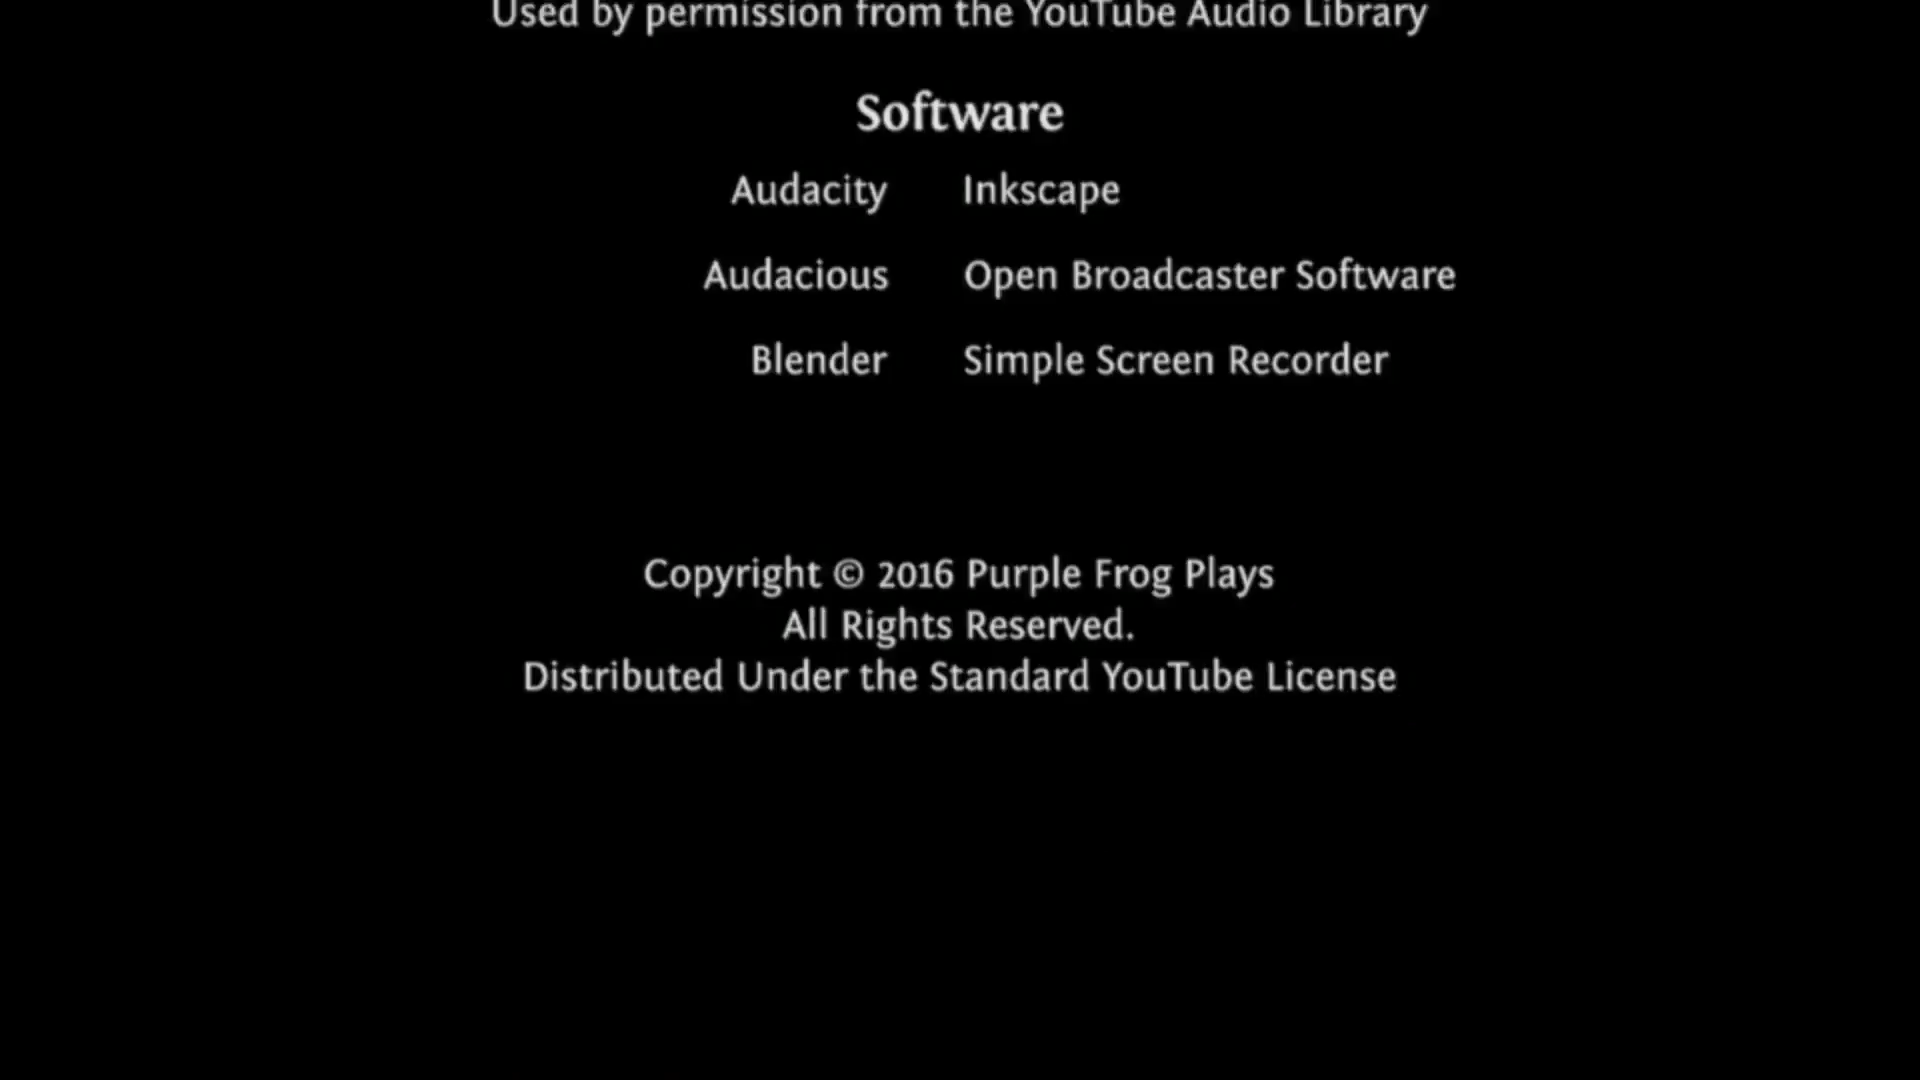 Used by permission from the YouTube Audio Library
Software
Audacity Inkscape
Audacious Open Broadcaster Software
Blender Simple Screen Recorder
Copyright © 2016 Purple Frog Plays
All Rights Reserved.
Distributed Under the Standard YouTube License